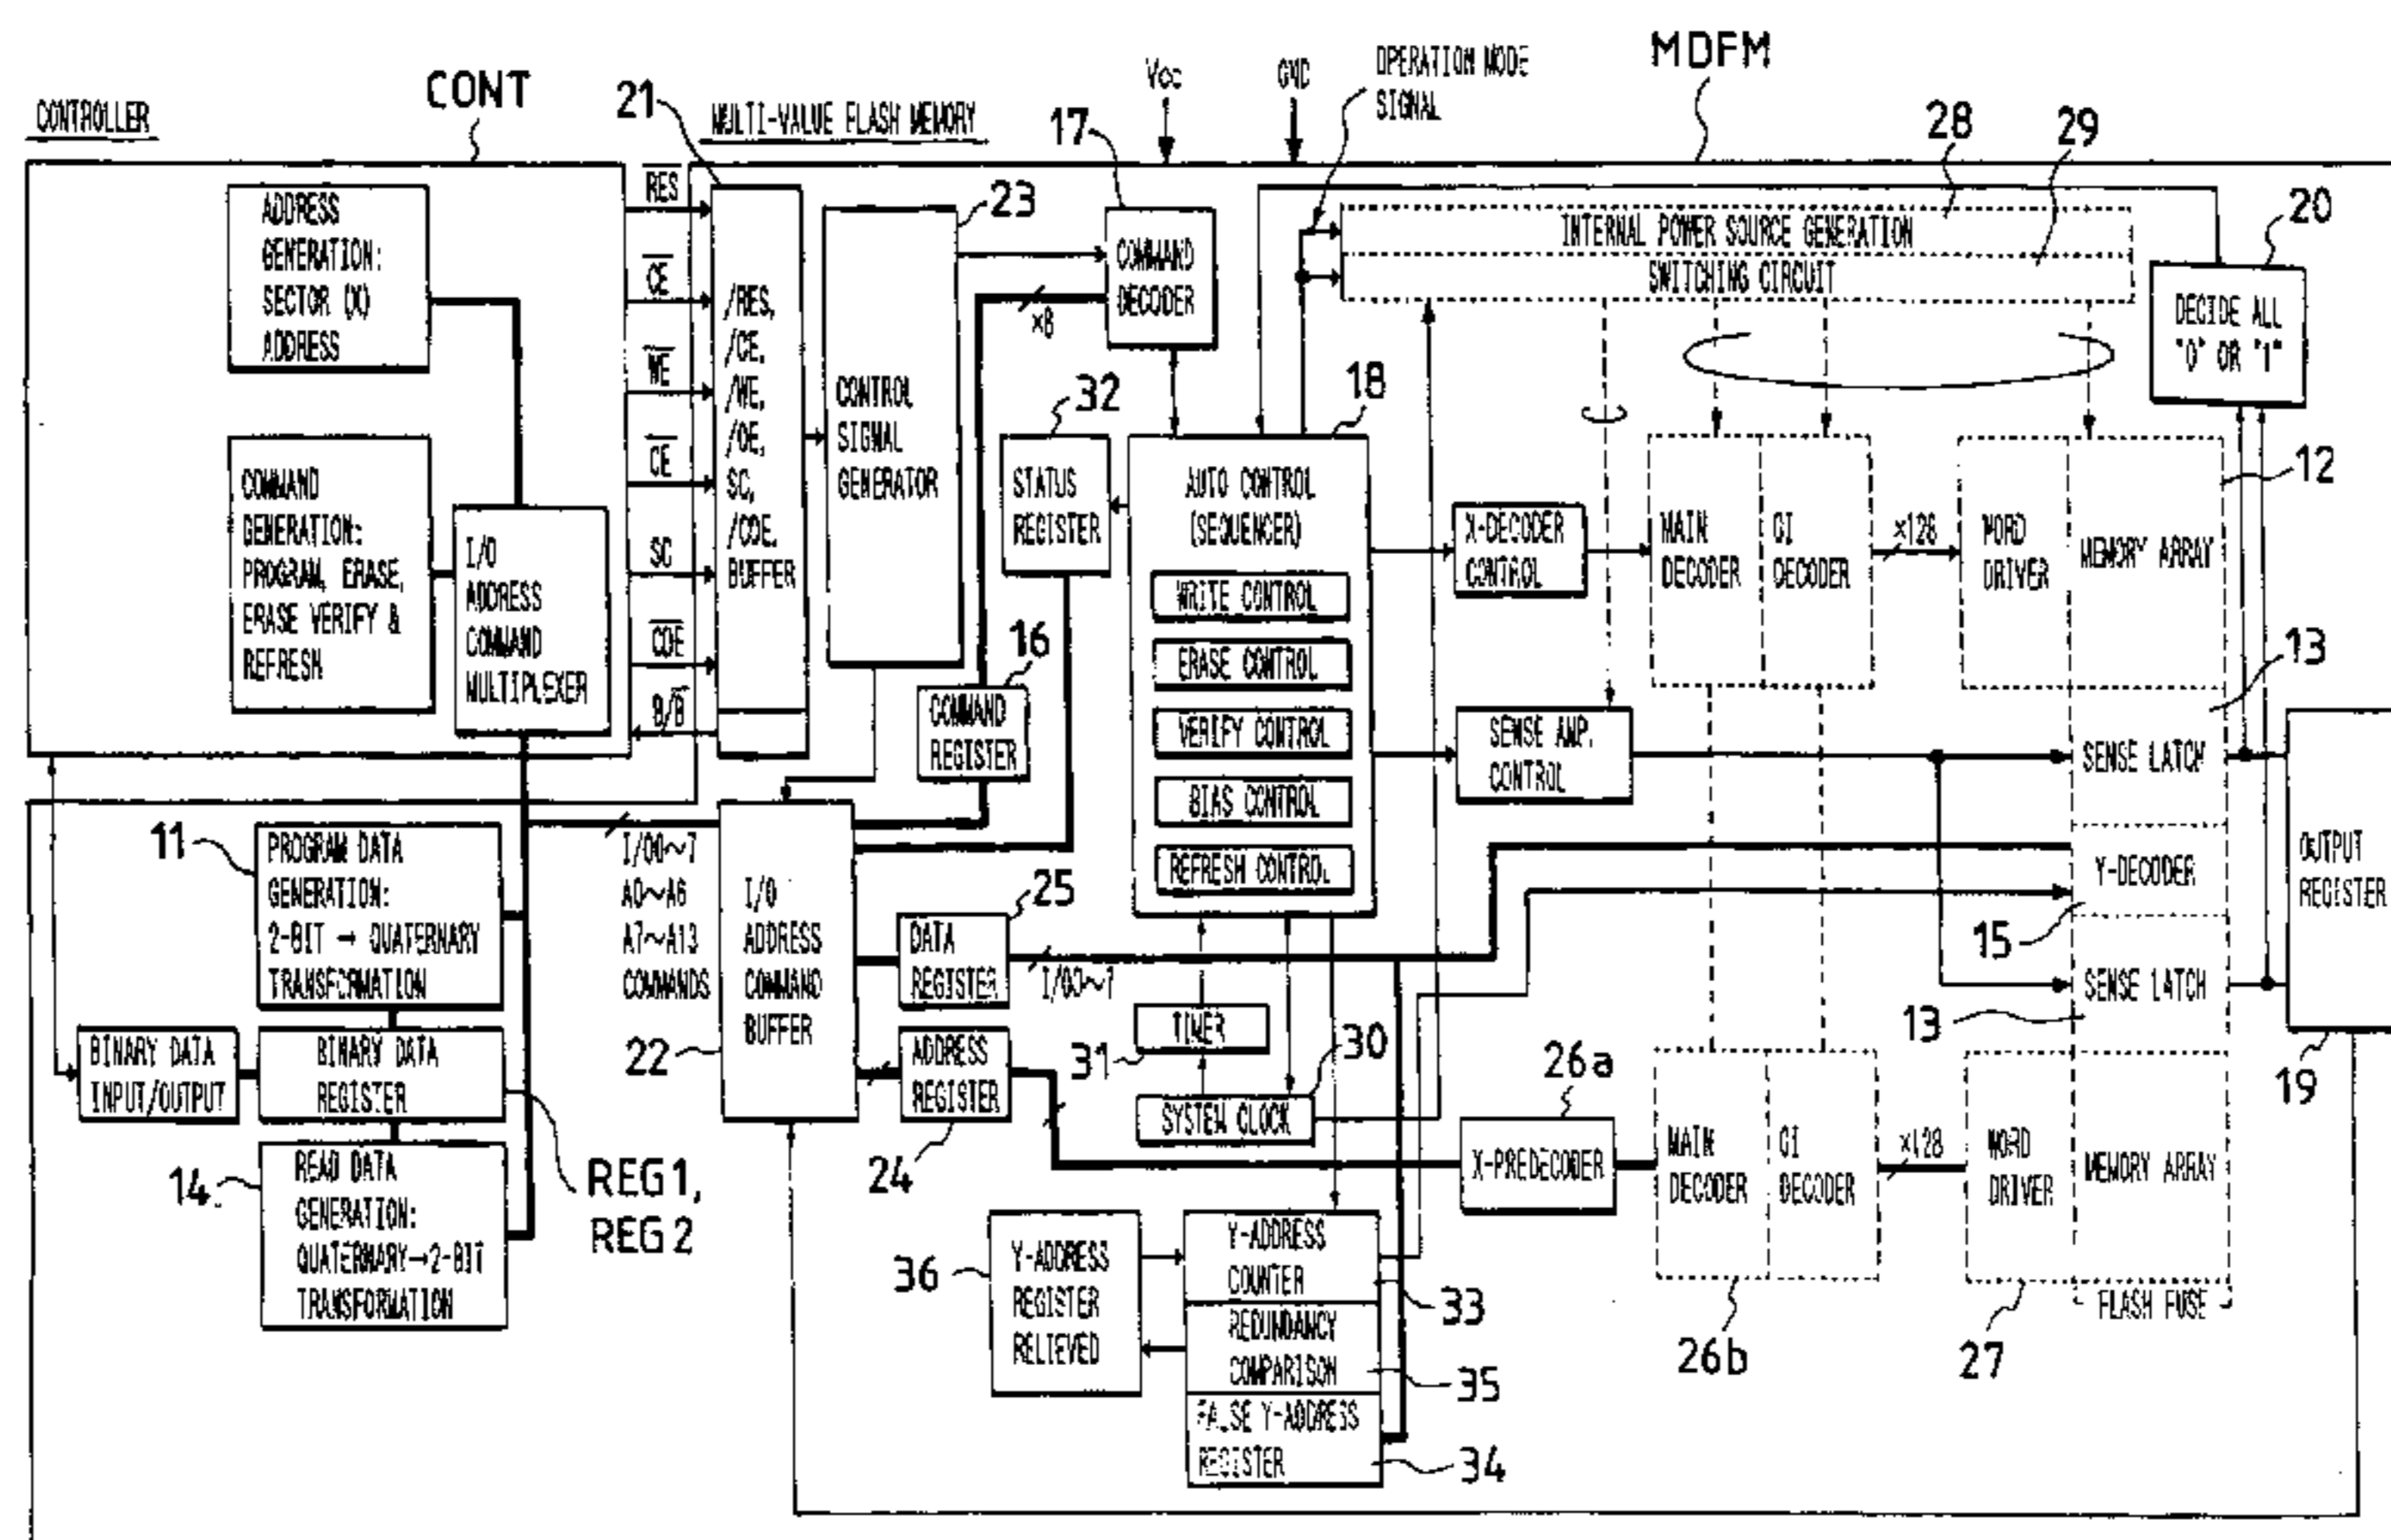 CONTROLLER
CONT
21
MULTI-VALUE FLASH MEMORY
Vcc
GND
OPERATION MODE
SIGNAL
MDFM
17
28
29
23
20
ADDRESS
GENERATION:
SECTOR (X)
ADDRESS
COMMAND
GENERATION:
PROGRAM, ERASE,
ERASE VERIFY &
REFRESH
I/O
ADDRESS
COMMAND
MULTIPLEXER
RES
CE
WE
SC
CDE
/RES,
/CE,
/WE,
/OE,
SC,
/CDE.
BUFFER
CONTROL
SIGNAL
GENERATOR
COMMAND
DECODER
×8
INTERNAL POWER SOURCE GENERATION
SWITCHING CIRCUIT
DECIDE ALL
"0" OR "1"
32
STATUS
REGISTER
18
AUTO CONTROL
(SEQUENCER)
WRITE CONTROL
ERASE CONTROL
VERIFY CONTROL
BIAS CONTROL
REFRESH CONTROL
16
COMMAND
REGISTER
X-DECODER
CONTROL
SENSE AMP.
CONTROL
MAIN
DECODER
GI
DECODER
×128
WORD
DRIVER
MEMORY ARRAY
12
13
SENSE LATCH
Y-DECODER
15
SENSE LATCH
13
OUTPUT
REGISTER
19
11
PROGRAM DATA
GENERATION:
2-BIT → QUATERNARY
TRANSFORMATION
I/O0~7
A0~A6
A7~A13
COMMANDS
22
I/O
ADDRESS
COMMAND
BUFFER
25
DATA
REGISTER
I/O0~7
BINARY DATA
INPUT/OUTPUT
BINARY DATA
REGISTER
REG1,
REG2
14
READ DATA
GENERATION:
QUATERNARY→2-BIT
TRANSFORMATION
ADDRESS
REGISTER
24
TIMER
31
30
SYSTEM CLOCK
26a
X-PREDECODER
MAIN
DECODER
GI
DECODER
×128
WORD
DRIVER
MEMORY ARRAY
FLASH FUSE
26b
27
36
Y-ADDRESS
REGISTER
RELIEVED
Y-ADDRESS
COUNTER
33
REDUNDANCY
COMPARISON
35
FALSE Y-ADDRESS
REGISTER
34